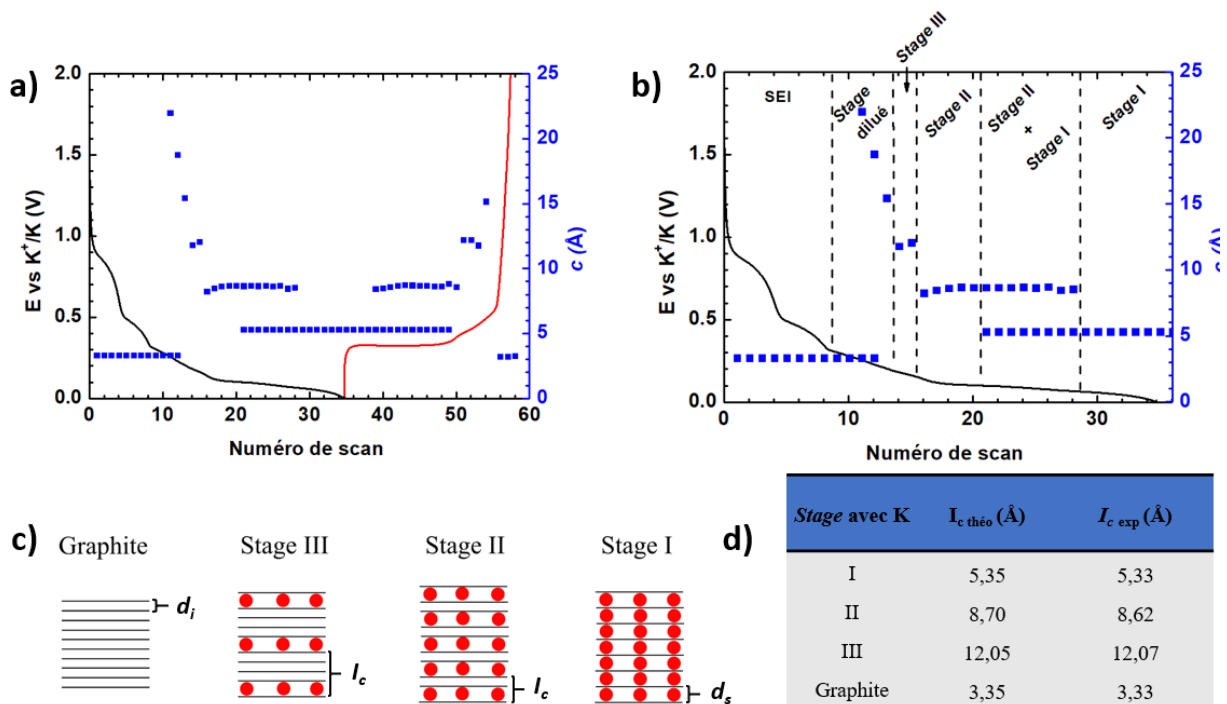 a)
2.0
1.5
1.0
0.5
0.0
E vs K⁺/K (V)
0
10
20
30
40
50
60
Numéro de scan
25
20
15
10
5
0
c (Å)
b)
2.0
1.5
1.0
0.5
0.0
E vs K⁺/K (V)
SEI
Stage
dilué
Stage III
Stage II
Stage II
+
Stage I
Stage I
0
10
20
30
Numéro de scan
25
20
15
10
5
0
c (Å)
c)
Graphite
Stage III
Stage II
Stage I
dᵢ
I_c
I_c
dₛ
d)
Stage avec K I_c théo (Å) I_c exp (Å)
I 5,35 5,33
II 8,70 8,62
III 12,05 12,07
Graphite 3,35 3,33